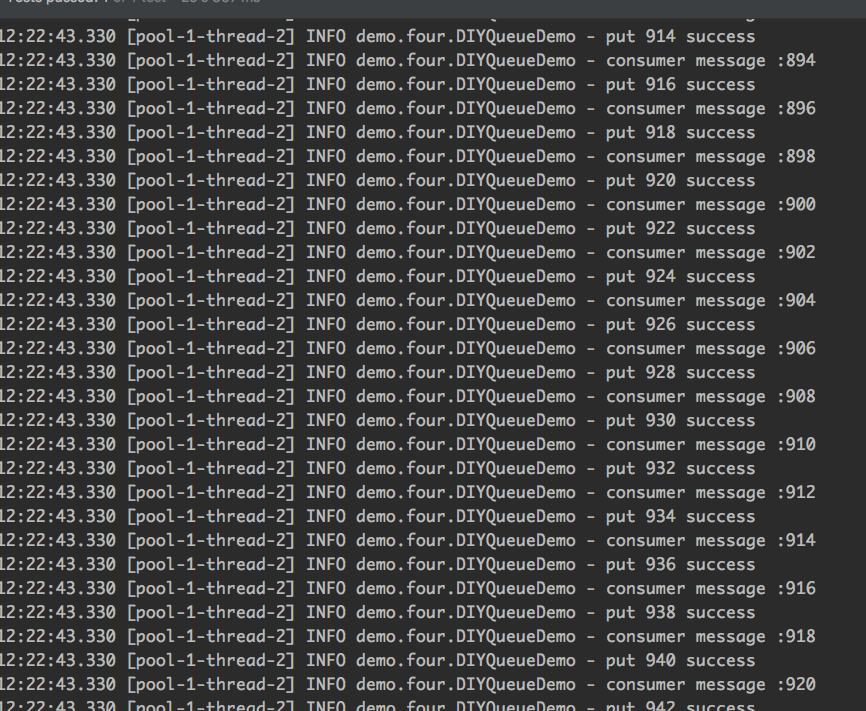 12:22:43.330 [pool-1-thread-2] INFO demo.four.DIYQueueDemo - put 914 success
12:22:43.330 [pool-1-thread-2] INFO demo.four.DIYQueueDemo - consumer message :894
12:22:43.330 [pool-1-thread-2] INFO demo.four.DIYQueueDemo - put 916 success
12:22:43.330 [pool-1-thread-2] INFO demo.four.DIYQueueDemo - consumer message :896
12:22:43.330 [pool-1-thread-2] INFO demo.four.DIYQueueDemo - put 918 success
12:22:43.330 [pool-1-thread-2] INFO demo.four.DIYQueueDemo - consumer message :898
12:22:43.330 [pool-1-thread-2] INFO demo.four.DIYQueueDemo - put 920 success
12:22:43.330 [pool-1-thread-2] INFO demo.four.DIYQueueDemo - consumer message :900
12:22:43.330 [pool-1-thread-2] INFO demo.four.DIYQueueDemo - put 922 success
12:22:43.330 [pool-1-thread-2] INFO demo.four.DIYQueueDemo - consumer message :902
12:22:43.330 [pool-1-thread-2] INFO demo.four.DIYQueueDemo - put 924 success
12:22:43.330 [pool-1-thread-2] INFO demo.four.DIYQueueDemo - consumer message :904
12:22:43.330 [pool-1-thread-2] INFO demo.four.DIYQueueDemo - put 926 success
12:22:43.330 [pool-1-thread-2] INFO demo.four.DIYQueueDemo - consumer message :906
12:22:43.330 [pool-1-thread-2] INFO demo.four.DIYQueueDemo - put 928 success
12:22:43.330 [pool-1-thread-2] INFO demo.four.DIYQueueDemo - consumer message :908
12:22:43.330 [pool-1-thread-2] INFO demo.four.DIYQueueDemo - put 930 success
12:22:43.330 [pool-1-thread-2] INFO demo.four.DIYQueueDemo - consumer message :910
12:22:43.330 [pool-1-thread-2] INFO demo.four.DIYQueueDemo - put 932 success
12:22:43.330 [pool-1-thread-2] INFO demo.four.DIYQueueDemo - consumer message :912
12:22:43.330 [pool-1-thread-2] INFO demo.four.DIYQueueDemo - put 934 success
12:22:43.330 [pool-1-thread-2] INFO demo.four.DIYQueueDemo - consumer message :914
12:22:43.330 [pool-1-thread-2] INFO demo.four.DIYQueueDemo - put 936 success
12:22:43.330 [pool-1-thread-2] INFO demo.four.DIYQueueDemo - consumer message :916
12:22:43.330 [pool-1-thread-2] INFO demo.four.DIYQueueDemo - put 938 success
12:22:43.330 [pool-1-thread-2] INFO demo.four.DIYQueueDemo - consumer message :918
12:22:43.330 [pool-1-thread-2] INFO demo.four.DIYQueueDemo - put 940 success
12:22:43.330 [pool-1-thread-2] INFO demo.four.DIYQueueDemo - consumer message :920
12:22:43.330 [pool-1-thread-2] INFO demo.four.DIYQueueDemo - put 942 success